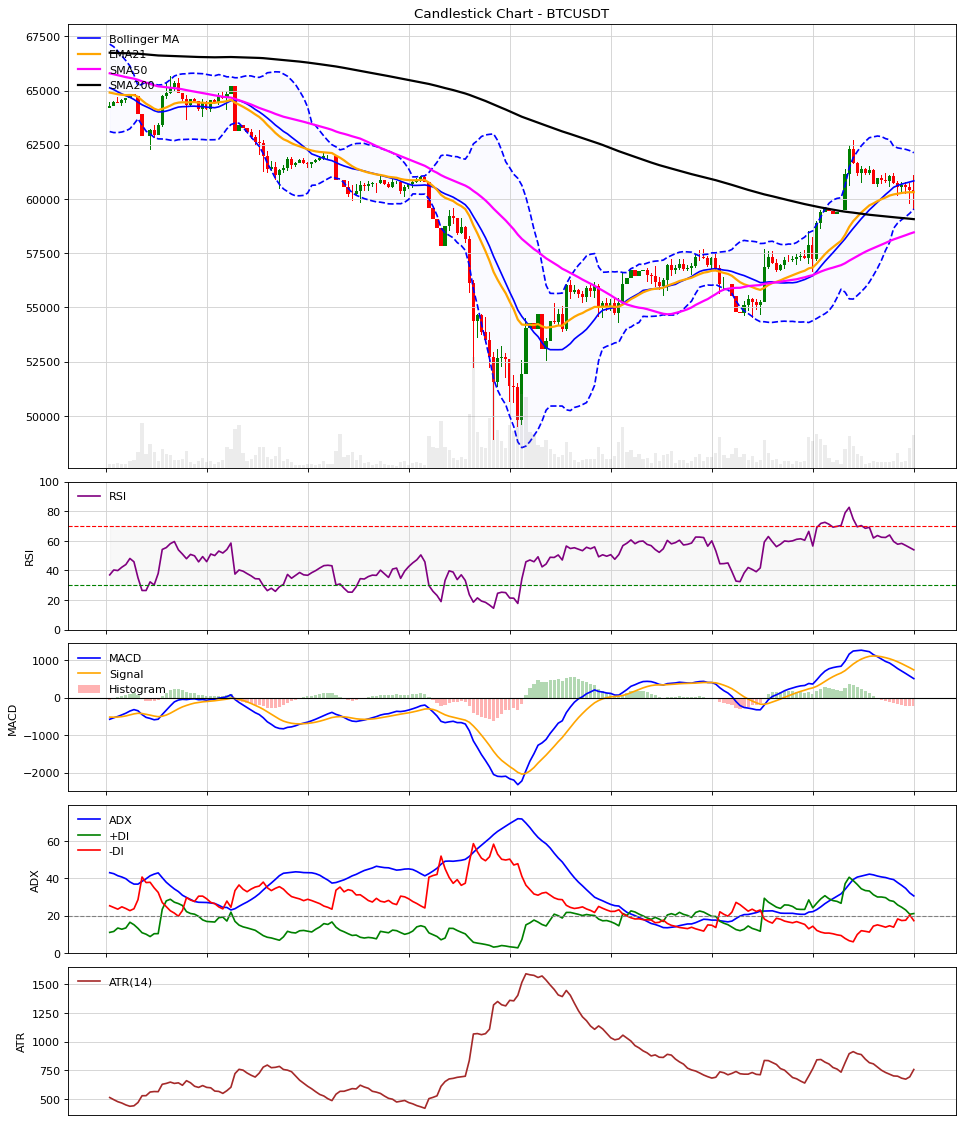 Candlestick Chart - BTCUSDT
67500
65000
62500
60000
57500
55000
52500
50000
Bollinger MA
EMA21
SMA50
SMA200
100
80
60
40
20
0
RSI
RSI
1000
0
−1000
−2000
MACD
MACD
Signal
Histogram
60
40
20
0
ADX
ADX
+DI
-DI
1500
1250
1000
750
500
ATR
ATR(14)